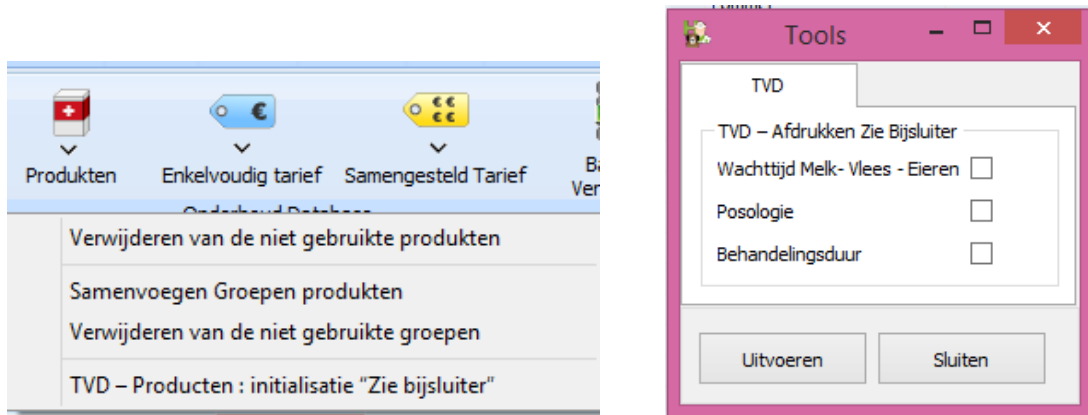 Produkten
Enkelvoudig tarief
Samengesteld Tarief
Onderhoud Database
Verwijderen van de niet gebruikte produkten
Samenvoegen Groepen produkten
Verwijderen van de niet gebruikte groepen
TVD – Producten : initialisatie “Zie bijsluiter”
Tools
TVD
TVD – Afdrukken Zie Bijsluiter
Wachttijd Melk- Vlees - Eieren
Posologie
Behandelingsduur
Uitvoeren
Sluiten